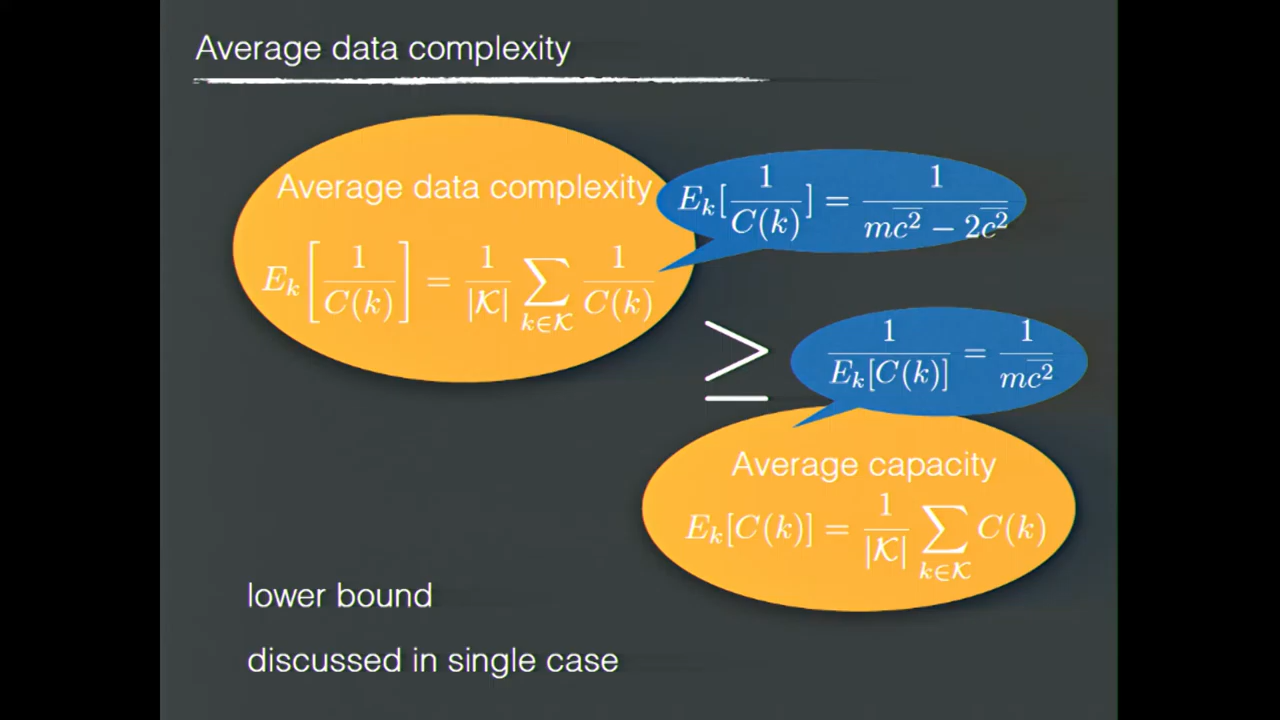 Average data complexity
Average data complexity
E_k[1/C(k)] = 1/|𝒦| ∑_{k∈𝒦} 1/C(k)
E_k[1/C(k)] = 1/(m\overline{c^2} − 2\overline{c^2})
≥
1/E_k[C(k)] = 1/(m\overline{c^2})
Average capacity
E_k[C(k)] = 1/|𝒦| ∑_{k∈𝒦} C(k)
lower bound
discussed in single case